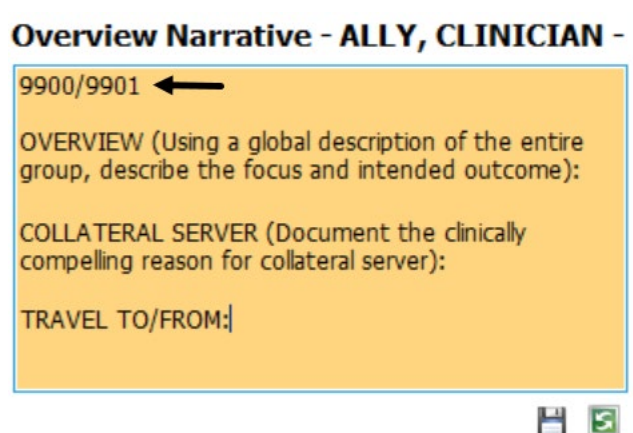 Overview Narrative - ALLY, CLINICIAN -
9900/9901
OVERVIEW (Using a global description of the entire
group, describe the focus and intended outcome):
COLLATERAL SERVER (Document the clinically
compelling reason for collateral server):
TRAVEL TO/FROM: